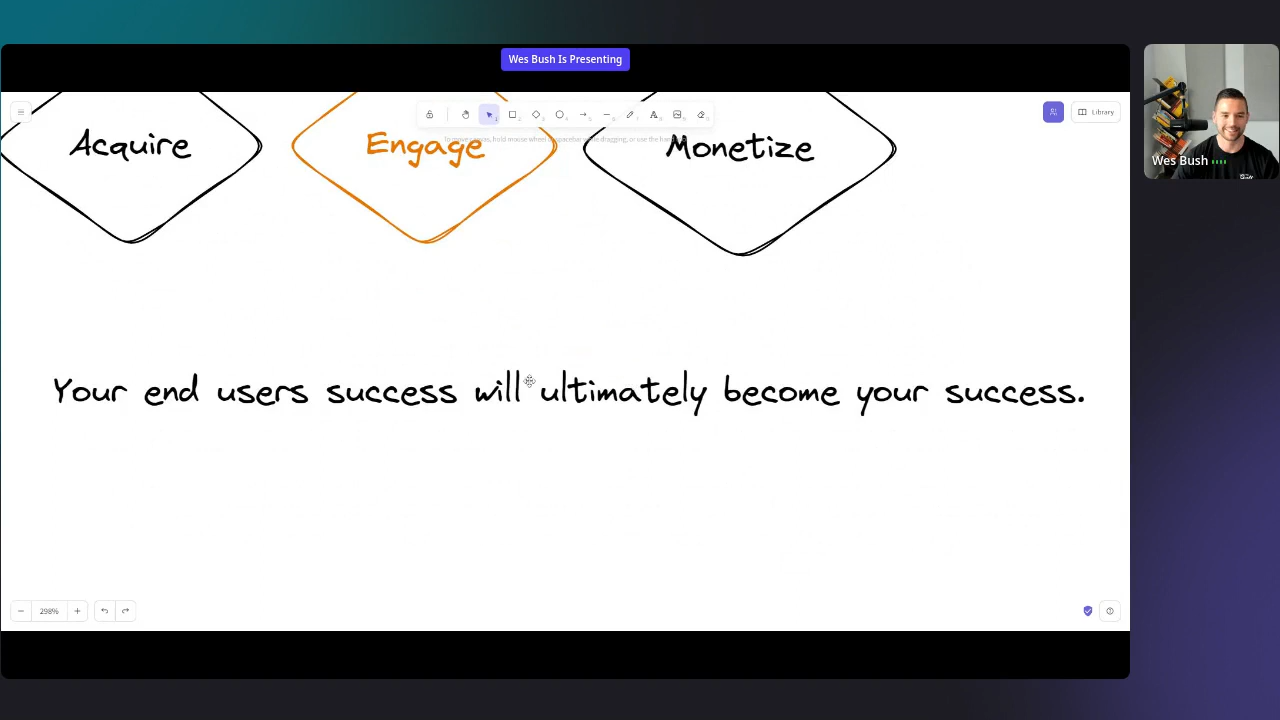 Wes Bush Is Presenting
Library
Acquire
Engage
Monetize
Wes Bush
Your end users success will ultimately become your success.
298%